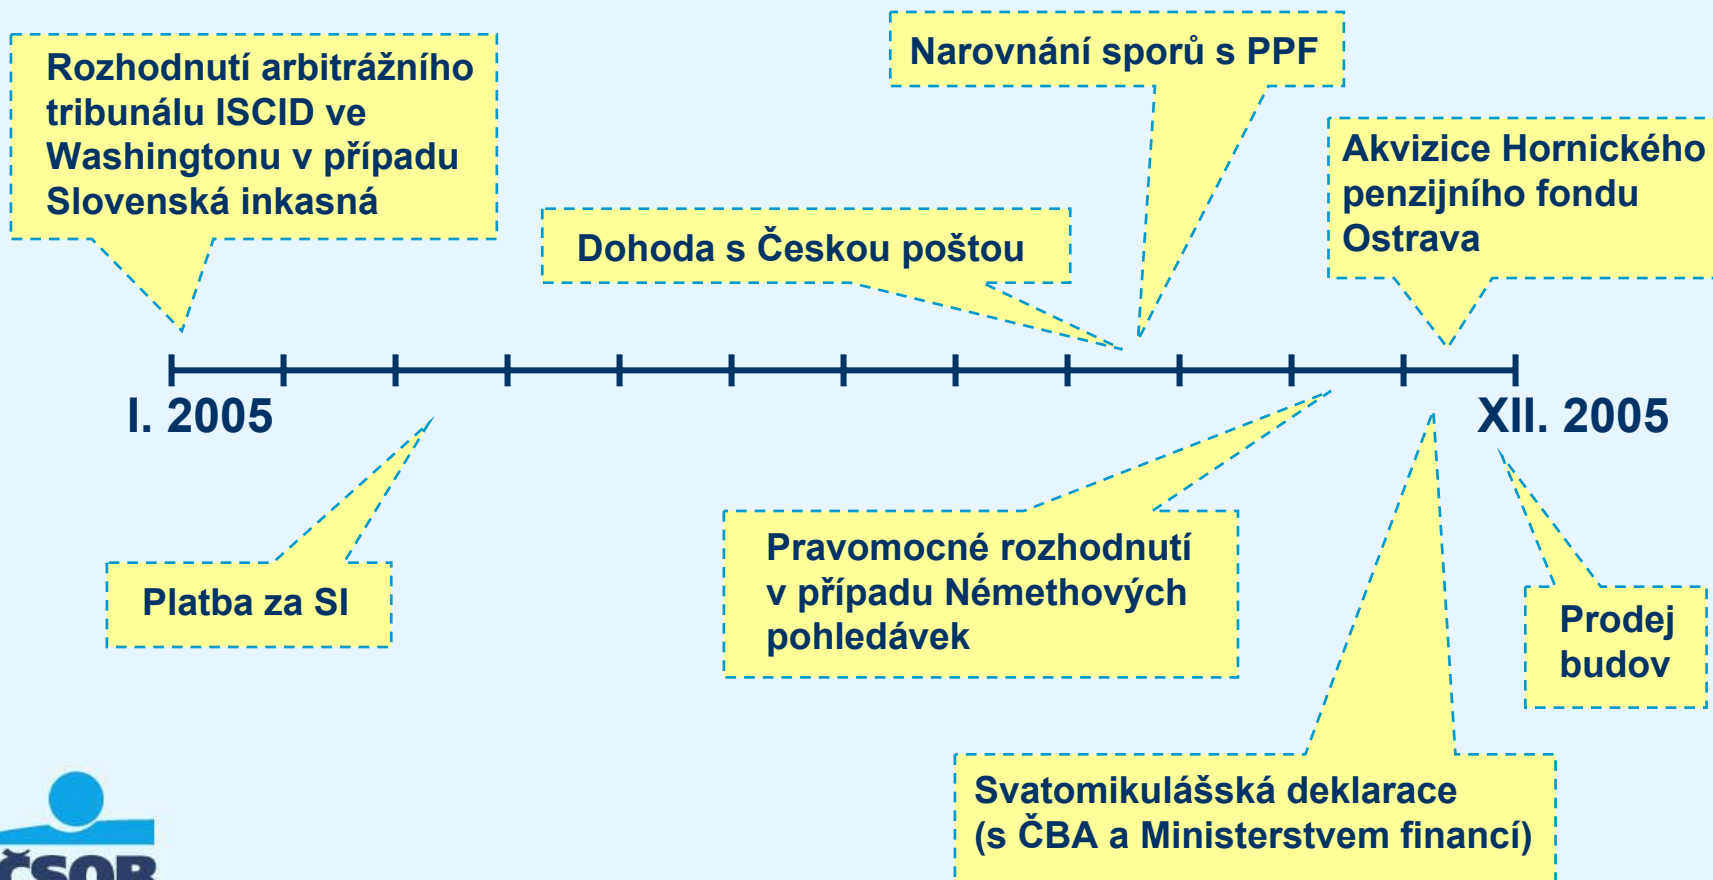 Rozhodnutí arbitrážního
tribunálu ISCID ve
Washingtonu v případu
Slovenská inkasná
Narovnání sporů s PPF
Akvizice Hornického
penzijního fondu
Ostrava
Dohoda s Českou poštou
I. 2005
XII. 2005
Platba za SI
Pravomocné rozhodnutí
v případu Némethových
pohledávek
Prodej
budov
Svatomikulášská deklarace
(s ČBA a Ministerstvem financí)
ČSOB